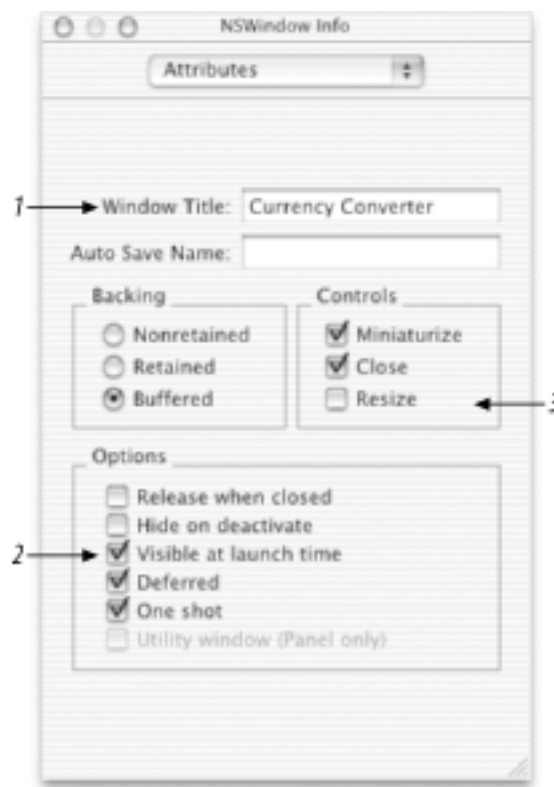 NSWindow Info
Attributes
1
Window Title: Currency Converter
Auto Save Name:
Backing
Nonretained
Retained
Buffered
Controls
Miniaturize
Close
Resize
3
Options
Release when closed
Hide on deactivate
2
Visible at launch time
Deferred
One shot
Utility window (Panel only)